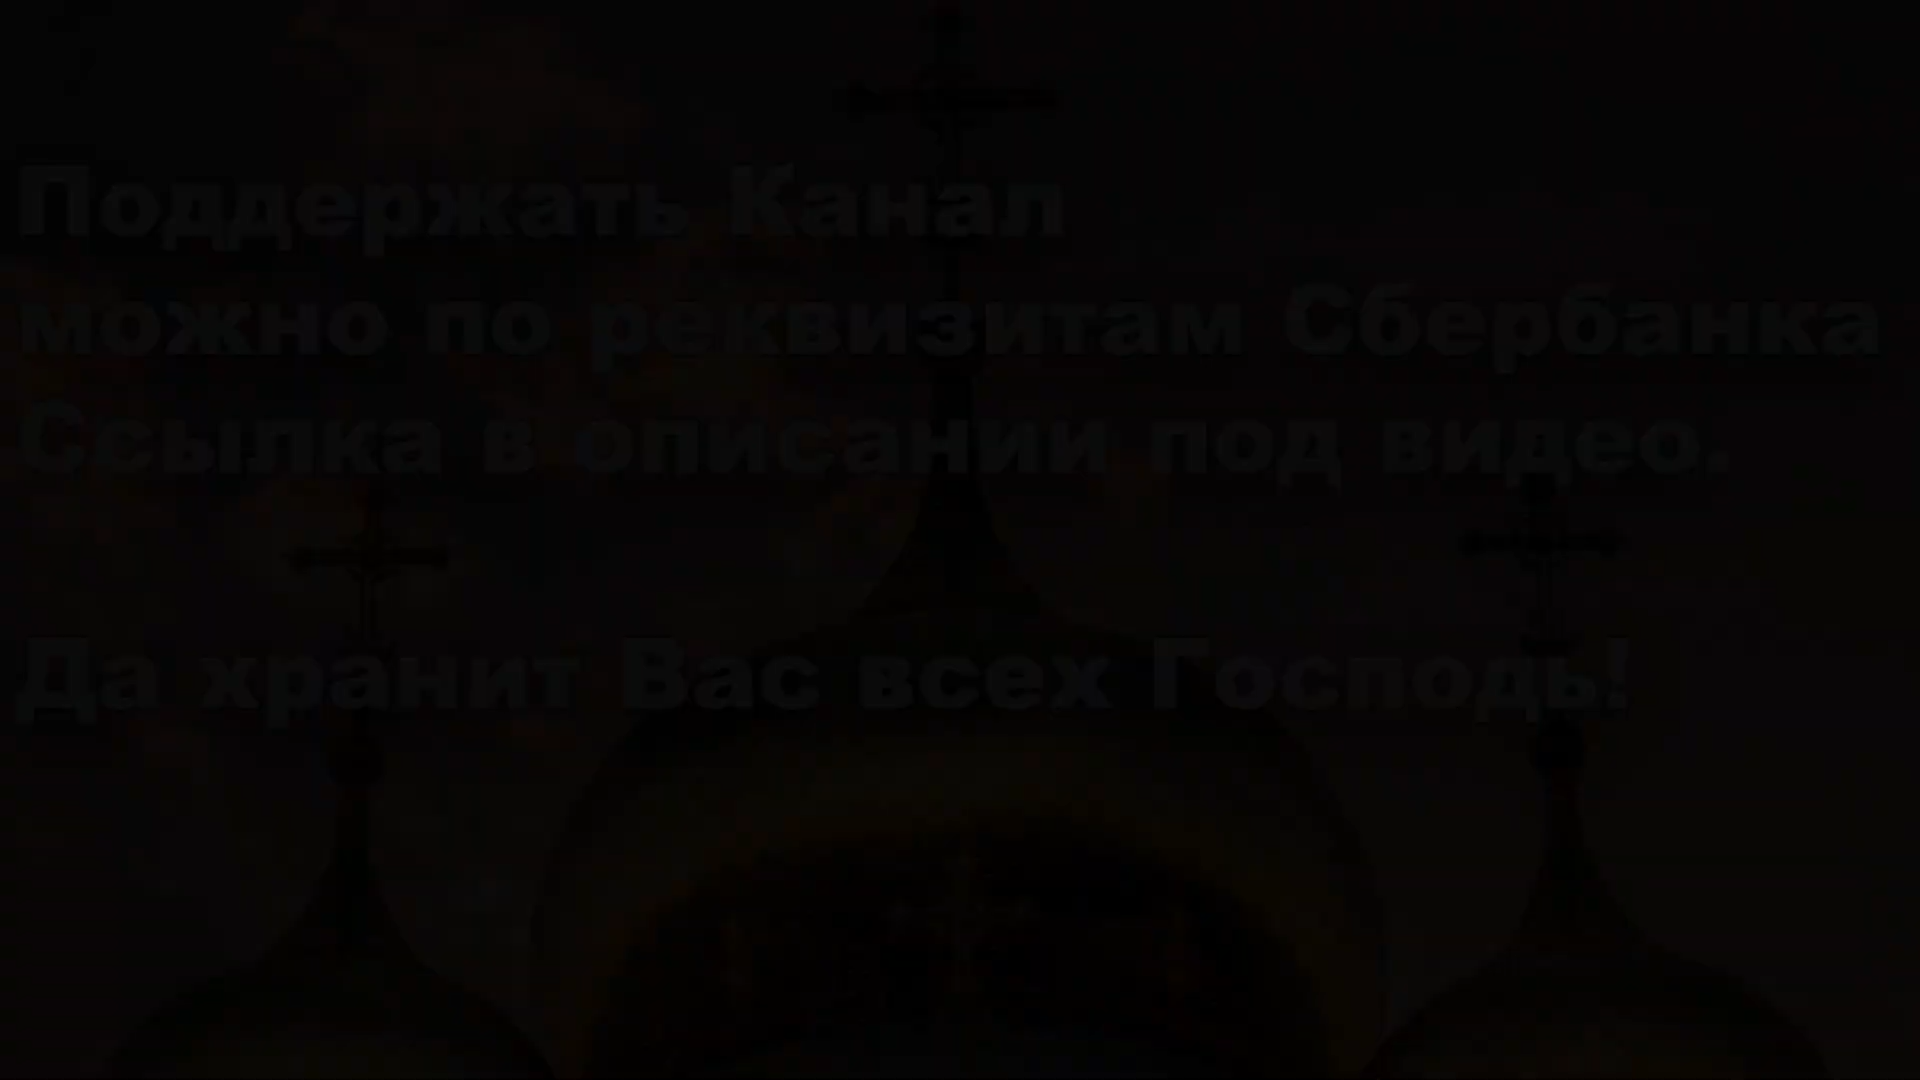 Поддержать Канал
можно по реквизитам Сбербанка
Ссылка в описании под видео.
Да хранит Вас всех Господь!